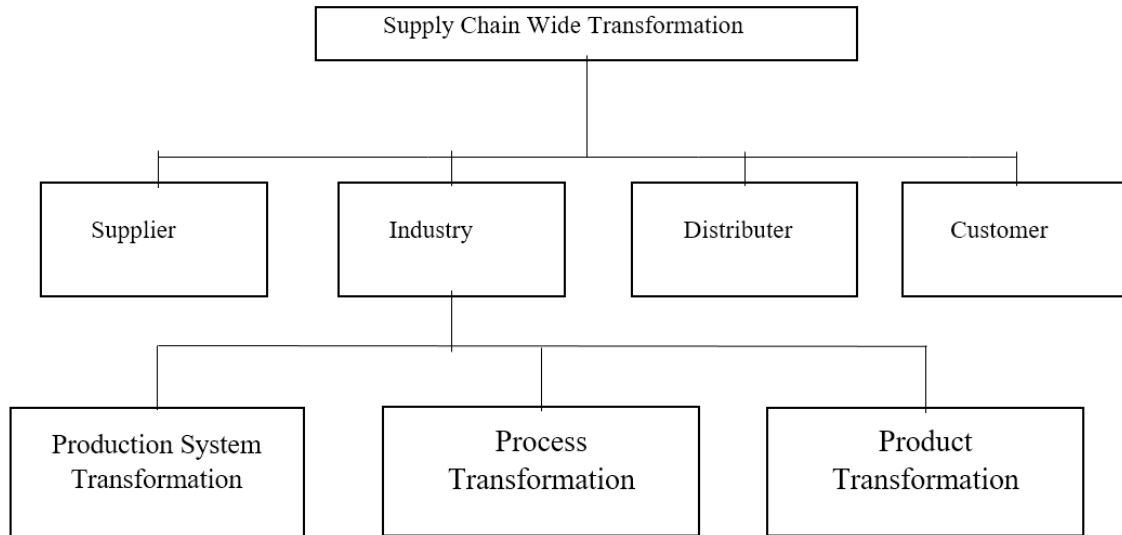 Supply Chain Wide Transformation
Supplier
Industry
Distributer
Customer
Production System
Transformation
Process
Transformation
Product
Transformation